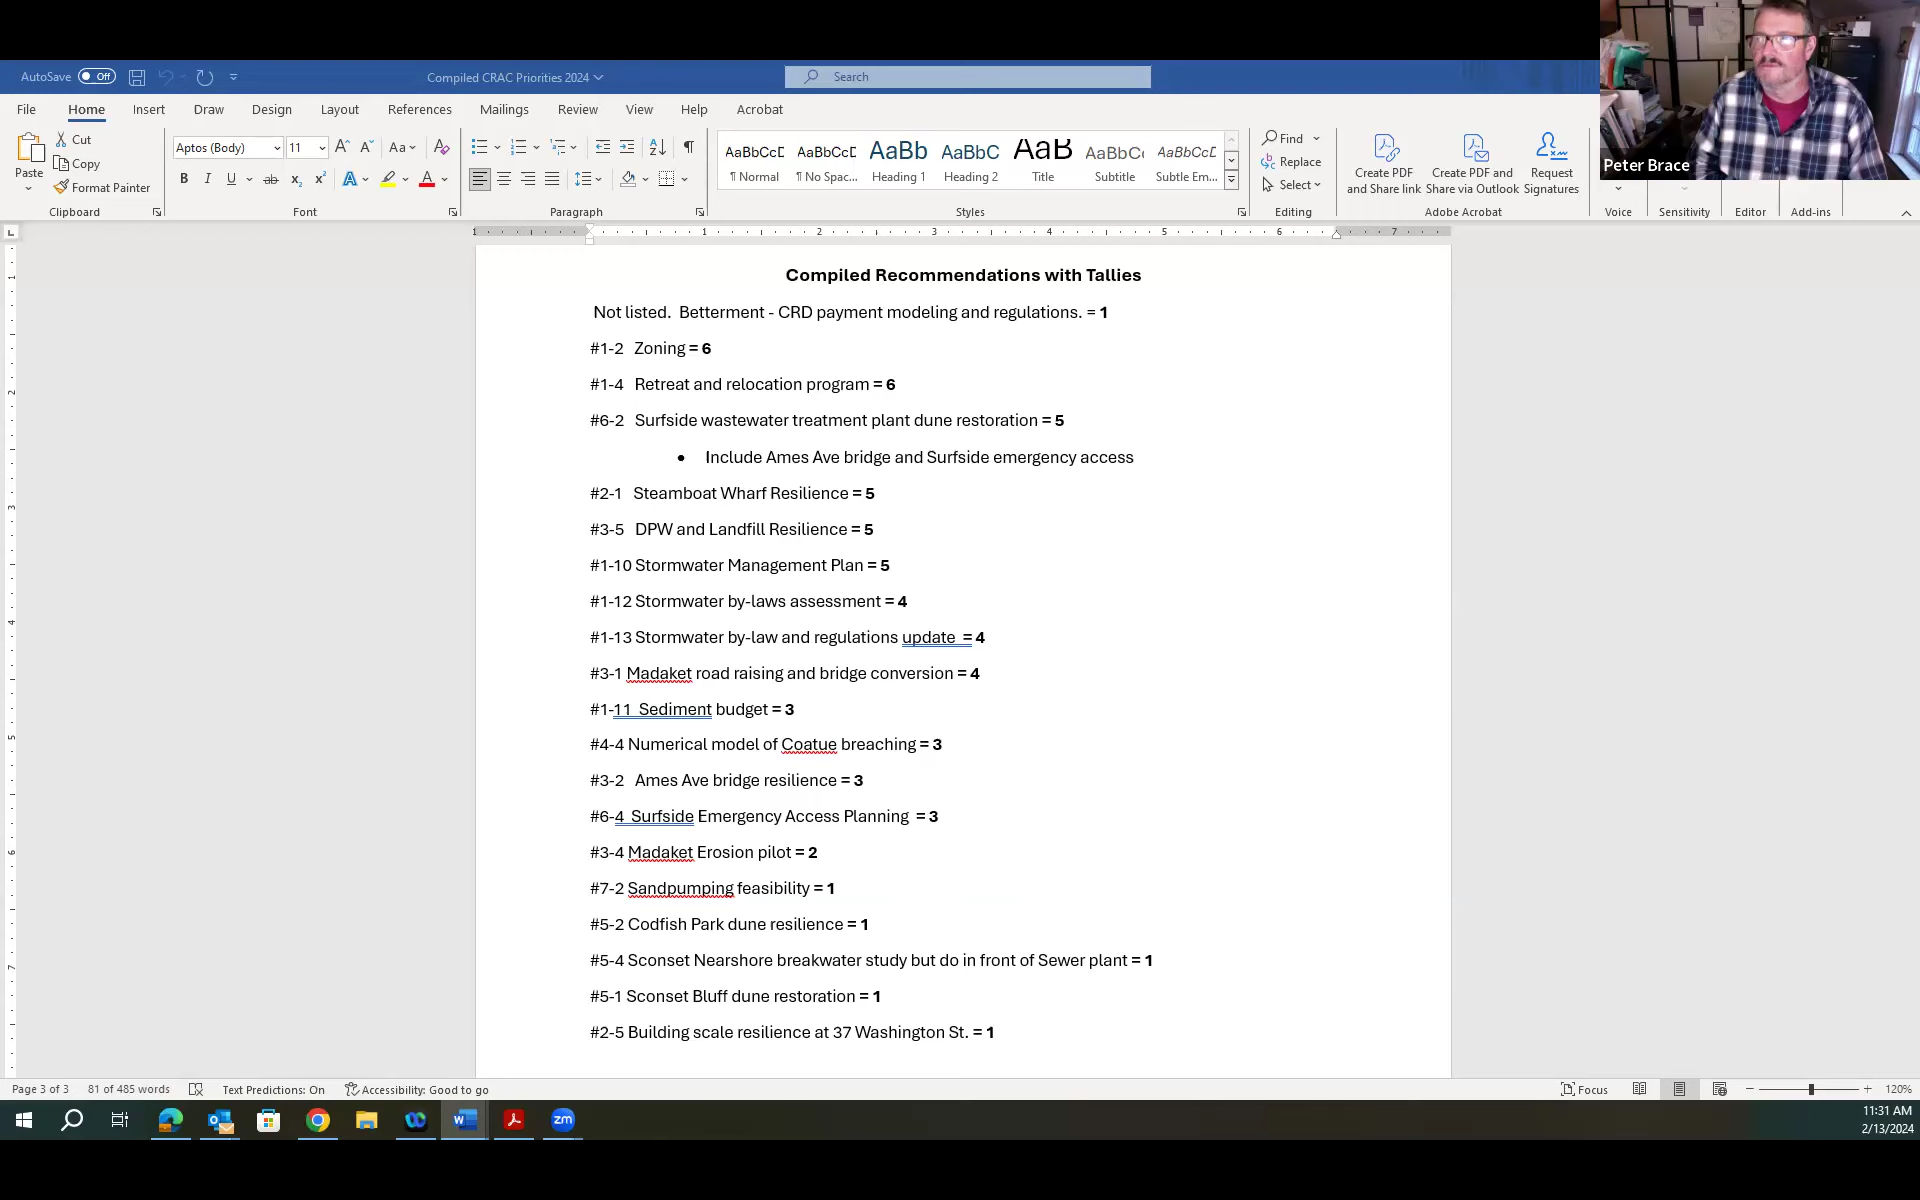 AutoSave Off Compiled CRAC Priorities 2024 Search
File Home Insert Draw Design Layout References Mailings Review View Help Acrobat
Paste Cut Copy Format Painter
Aptos (Body) 11
AaBbCcD AaBbCcD AaBb AaBbC AaB AaBbCc AaBbCcD
¶ Normal ¶ No Spac... Heading 1 Heading 2 Title Subtitle Subtle Em...
Find Replace Select
Create PDF and Share link Create PDF and Share via Outlook Request Signatures
Peter Brace
Clipboard Font Paragraph Styles Editing Adobe Acrobat Voice Sensitivity Editor Add-ins
1 1 2 3 4 5 6 7
Compiled Recommendations with Tallies
Not listed. Betterment - CRD payment modeling and regulations. = 1
#1-2 Zoning = 6
#1-4 Retreat and relocation program = 6
#6-2 Surfside wastewater treatment plant dune restoration = 5
• Include Ames Ave bridge and Surfside emergency access
#2-1 Steamboat Wharf Resilience = 5
#3-5 DPW and Landfill Resilience = 5
#1-10 Stormwater Management Plan = 5
#1-12 Stormwater by-laws assessment = 4
#1-13 Stormwater by-law and regulations update = 4
#3-1 Madaket road raising and bridge conversion = 4
#1-11 Sediment budget = 3
#4-4 Numerical model of Coatue breaching = 3
#3-2 Ames Ave bridge resilience = 3
#6-4 Surfside Emergency Access Planning = 3
#3-4 Madaket Erosion pilot = 2
#7-2 Sandpumping feasibility = 1
#5-2 Codfish Park dune resilience = 1
#5-4 Sconset Nearshore breakwater study but do in front of Sewer plant = 1
#5-1 Sconset Bluff dune restoration = 1
#2-5 Building scale resilience at 37 Washington St. = 1
Page 3 of 3 81 of 485 words Text Predictions: On Accessibility: Good to go Focus 120%
zm
11:31 AM
2/13/2024